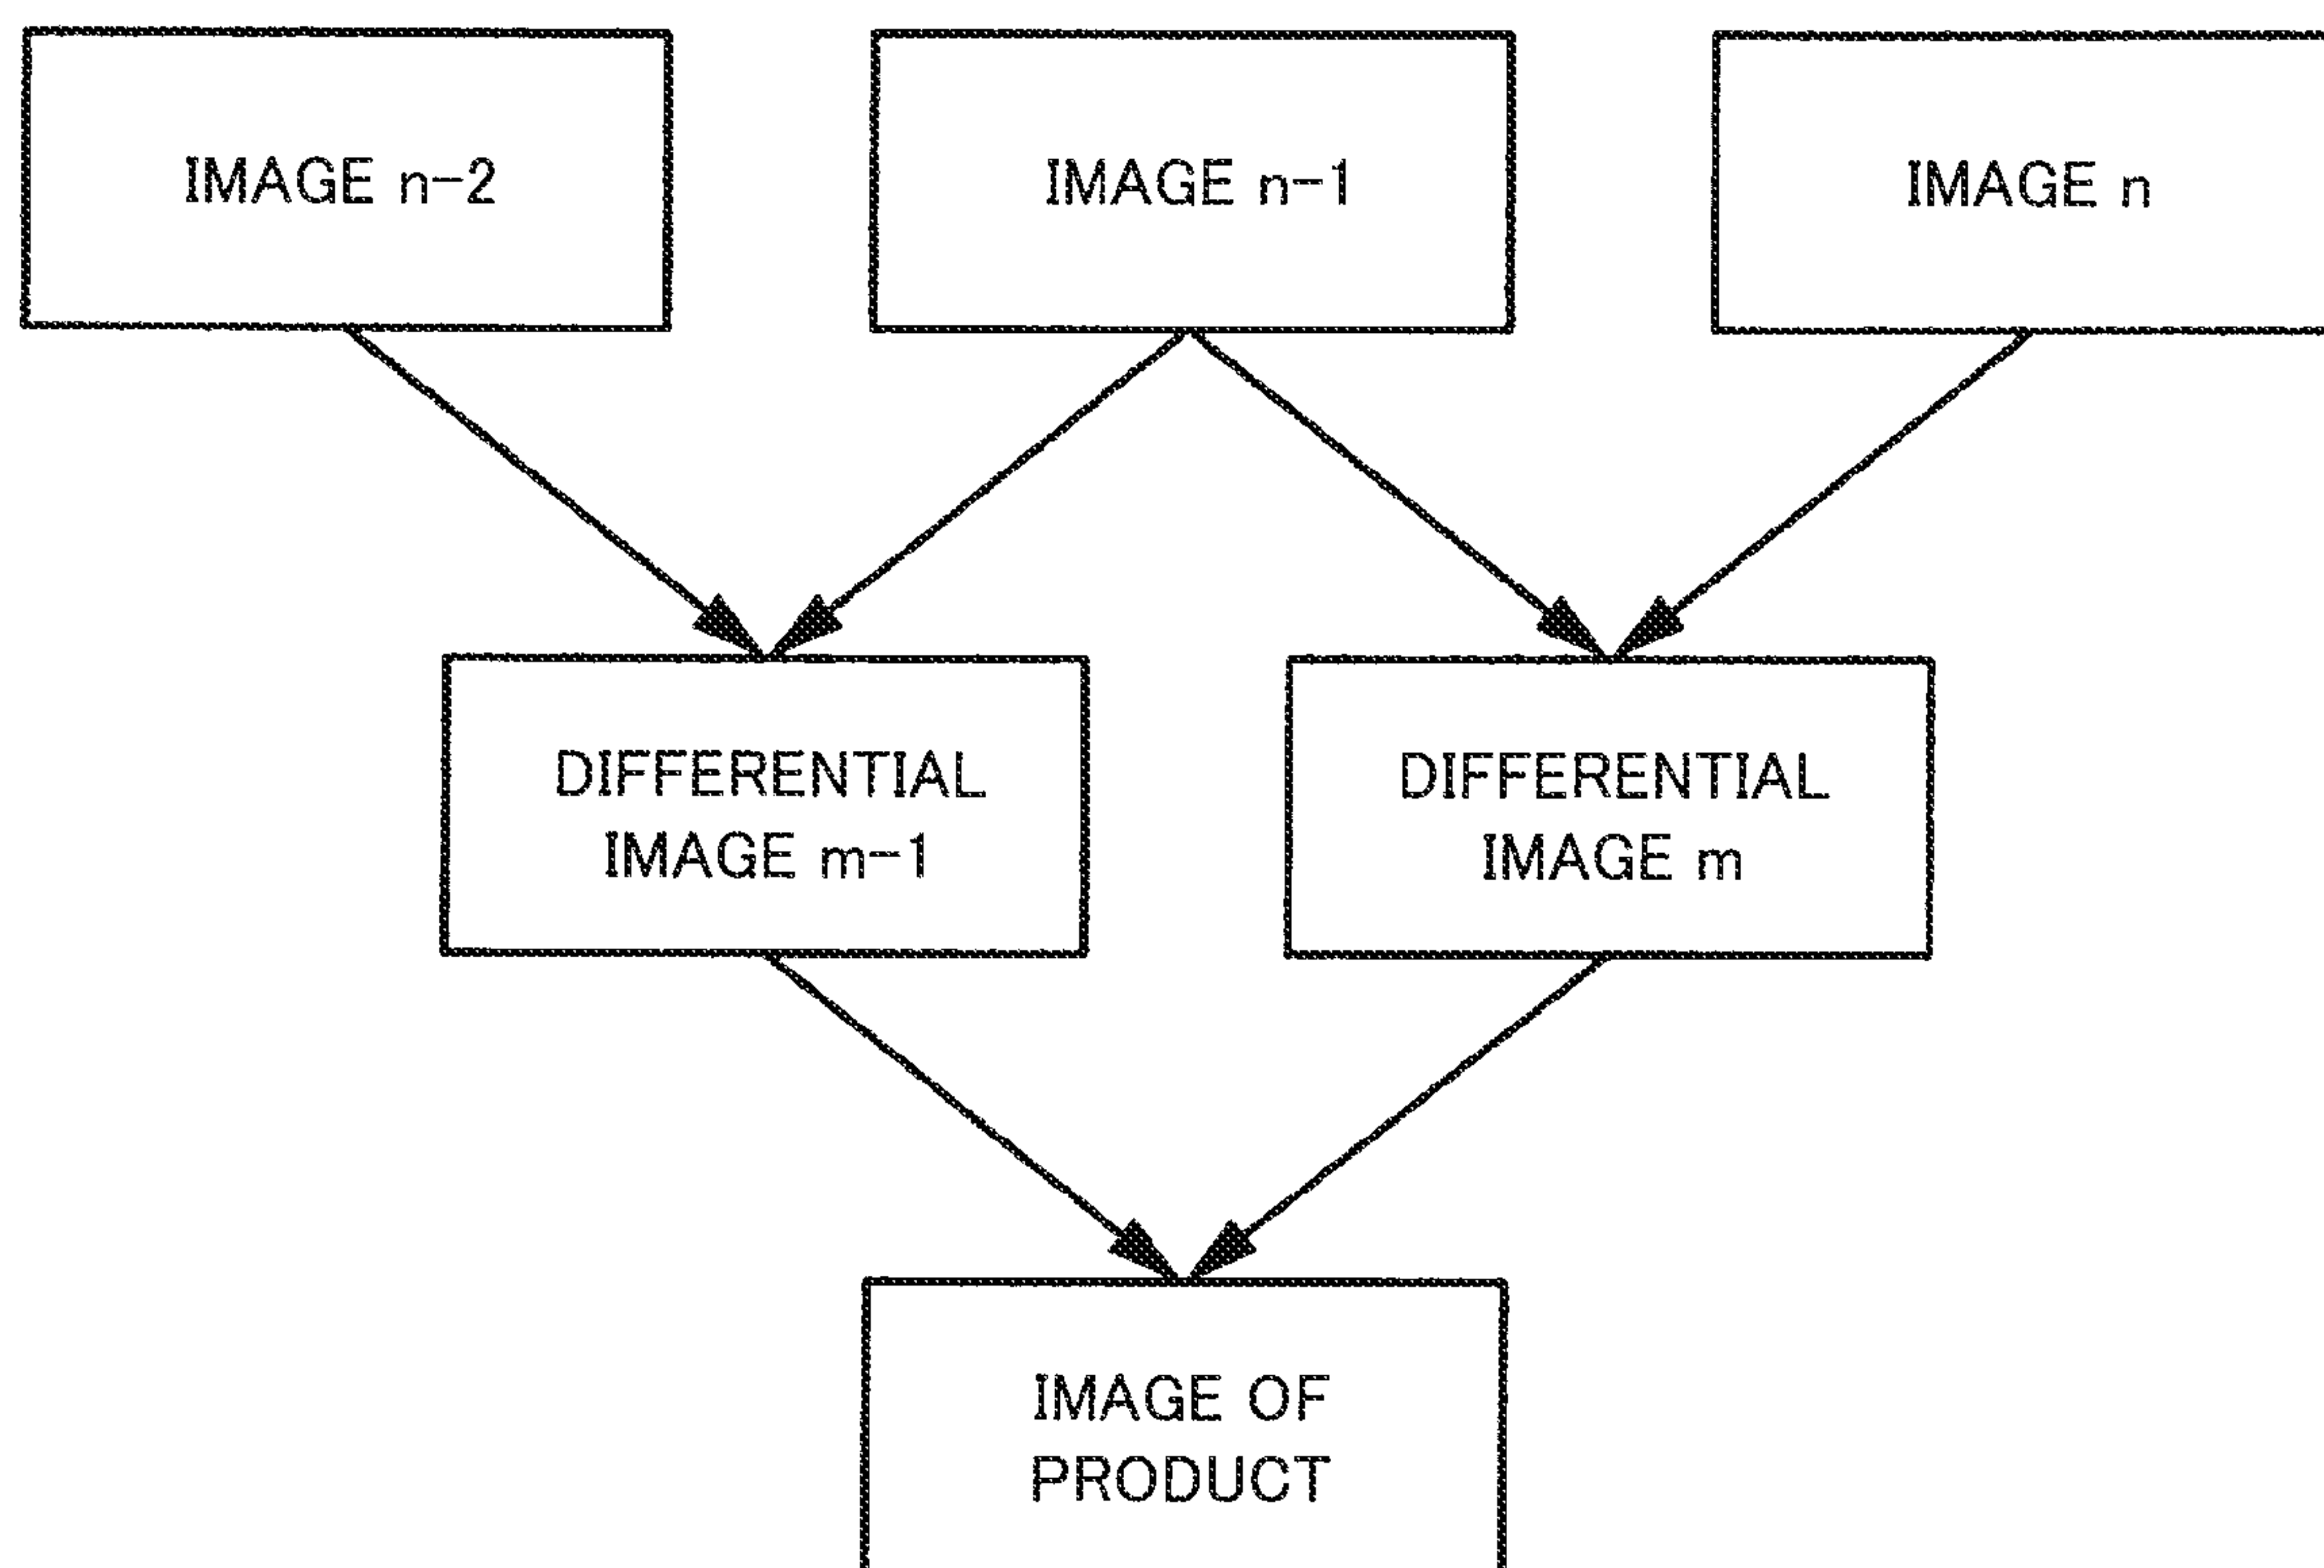 IMAGE n-2
IMAGE n-1
IMAGE n
DIFFERENTIAL
IMAGE m-1
DIFFERENTIAL
IMAGE m
IMAGE OF
PRODUCT